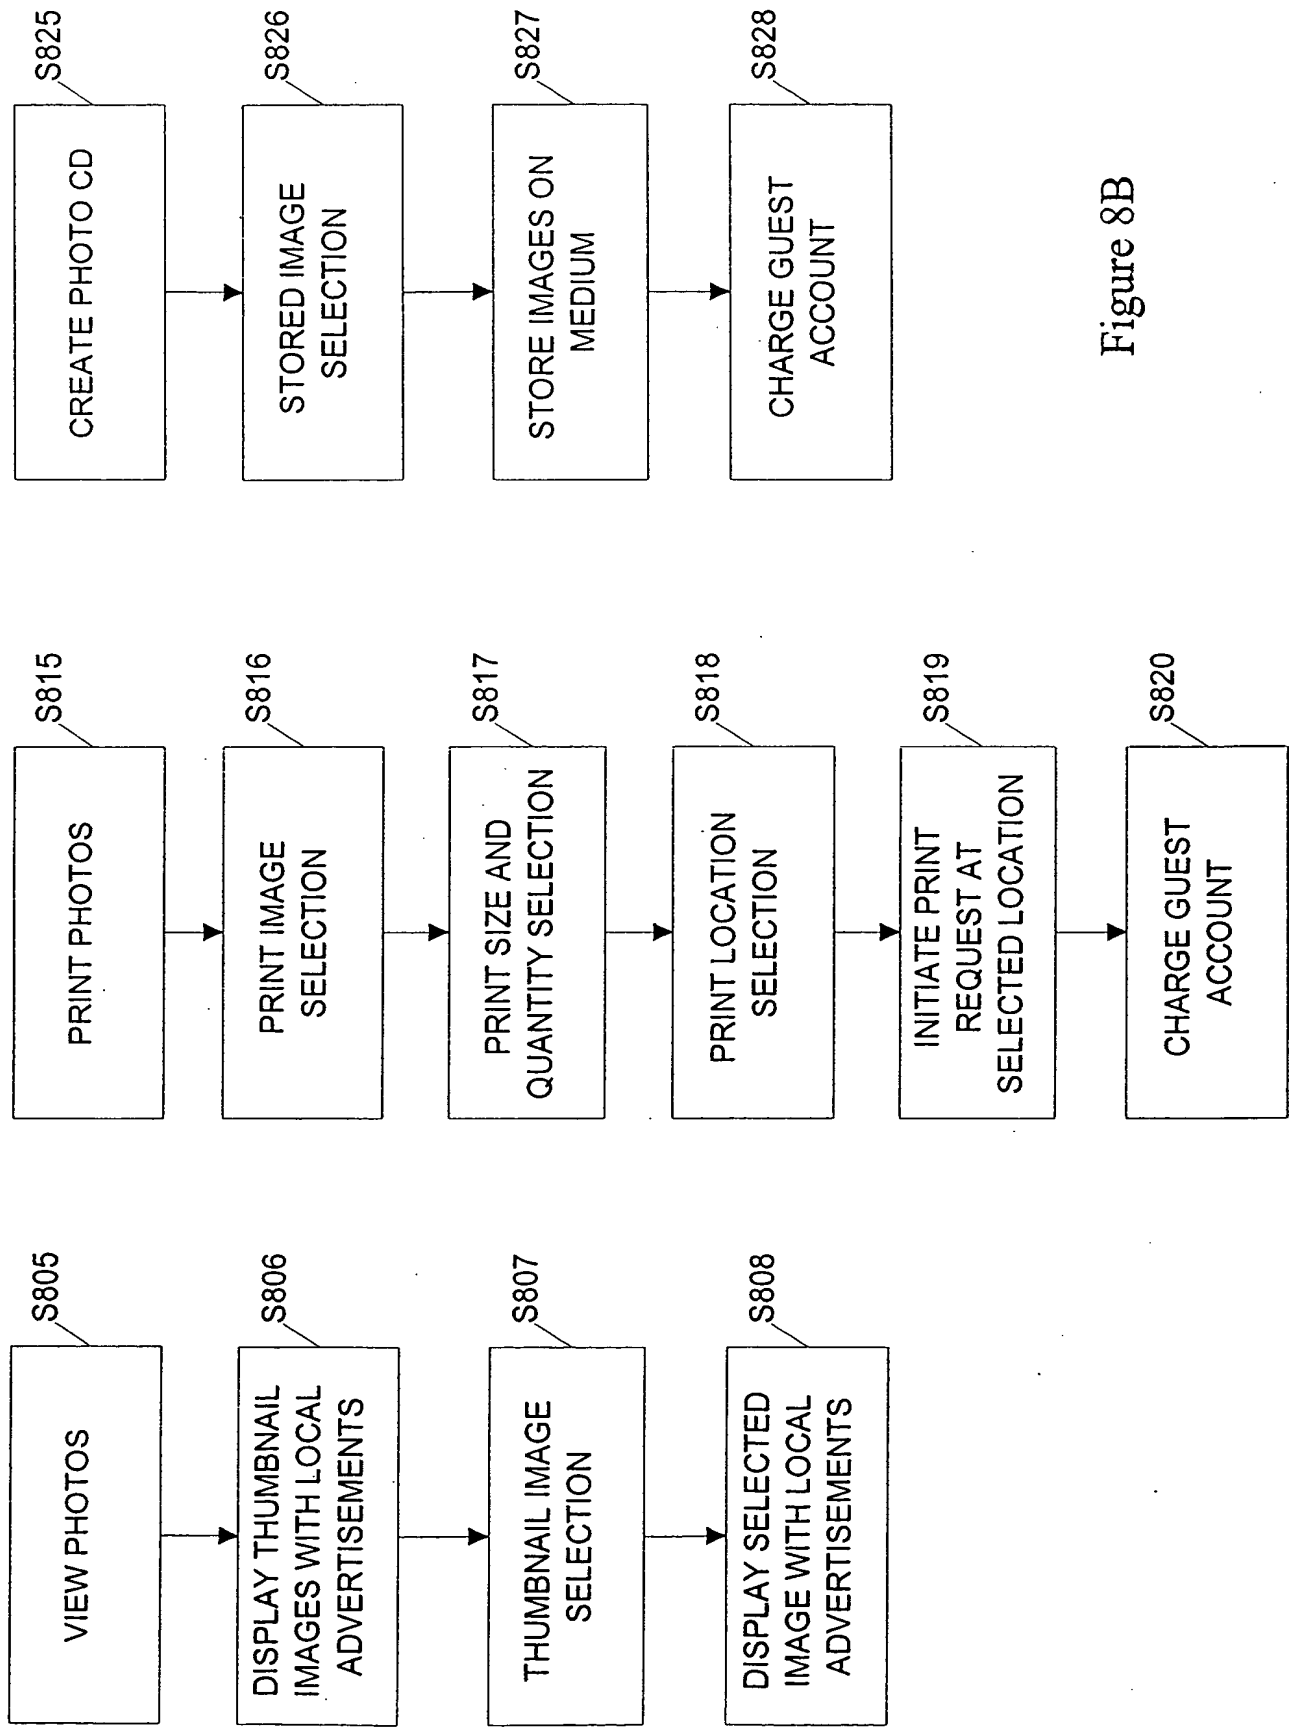 S805
VIEW PHOTOS
S806
DISPLAY THUMBNAIL
IMAGES WITH LOCAL
ADVERTISEMENTS
S807
THUMBNAIL IMAGE
SELECTION
S808
DISPLAY SELECTED
IMAGE WITH LOCAL
ADVERTISEMENTS
S815
PRINT PHOTOS
S816
PRINT IMAGE
SELECTION
S817
PRINT SIZE AND
QUANTITY SELECTION
S818
PRINT LOCATION
SELECTION
S819
INITIATE PRINT
REQUEST AT
SELECTED LOCATION
S820
CHARGE GUEST
ACCOUNT
S825
CREATE PHOTO CD
S826
STORED IMAGE
SELECTION
S827
STORE IMAGES ON
MEDIUM
S828
CHARGE GUEST
ACCOUNT
Figure 8B